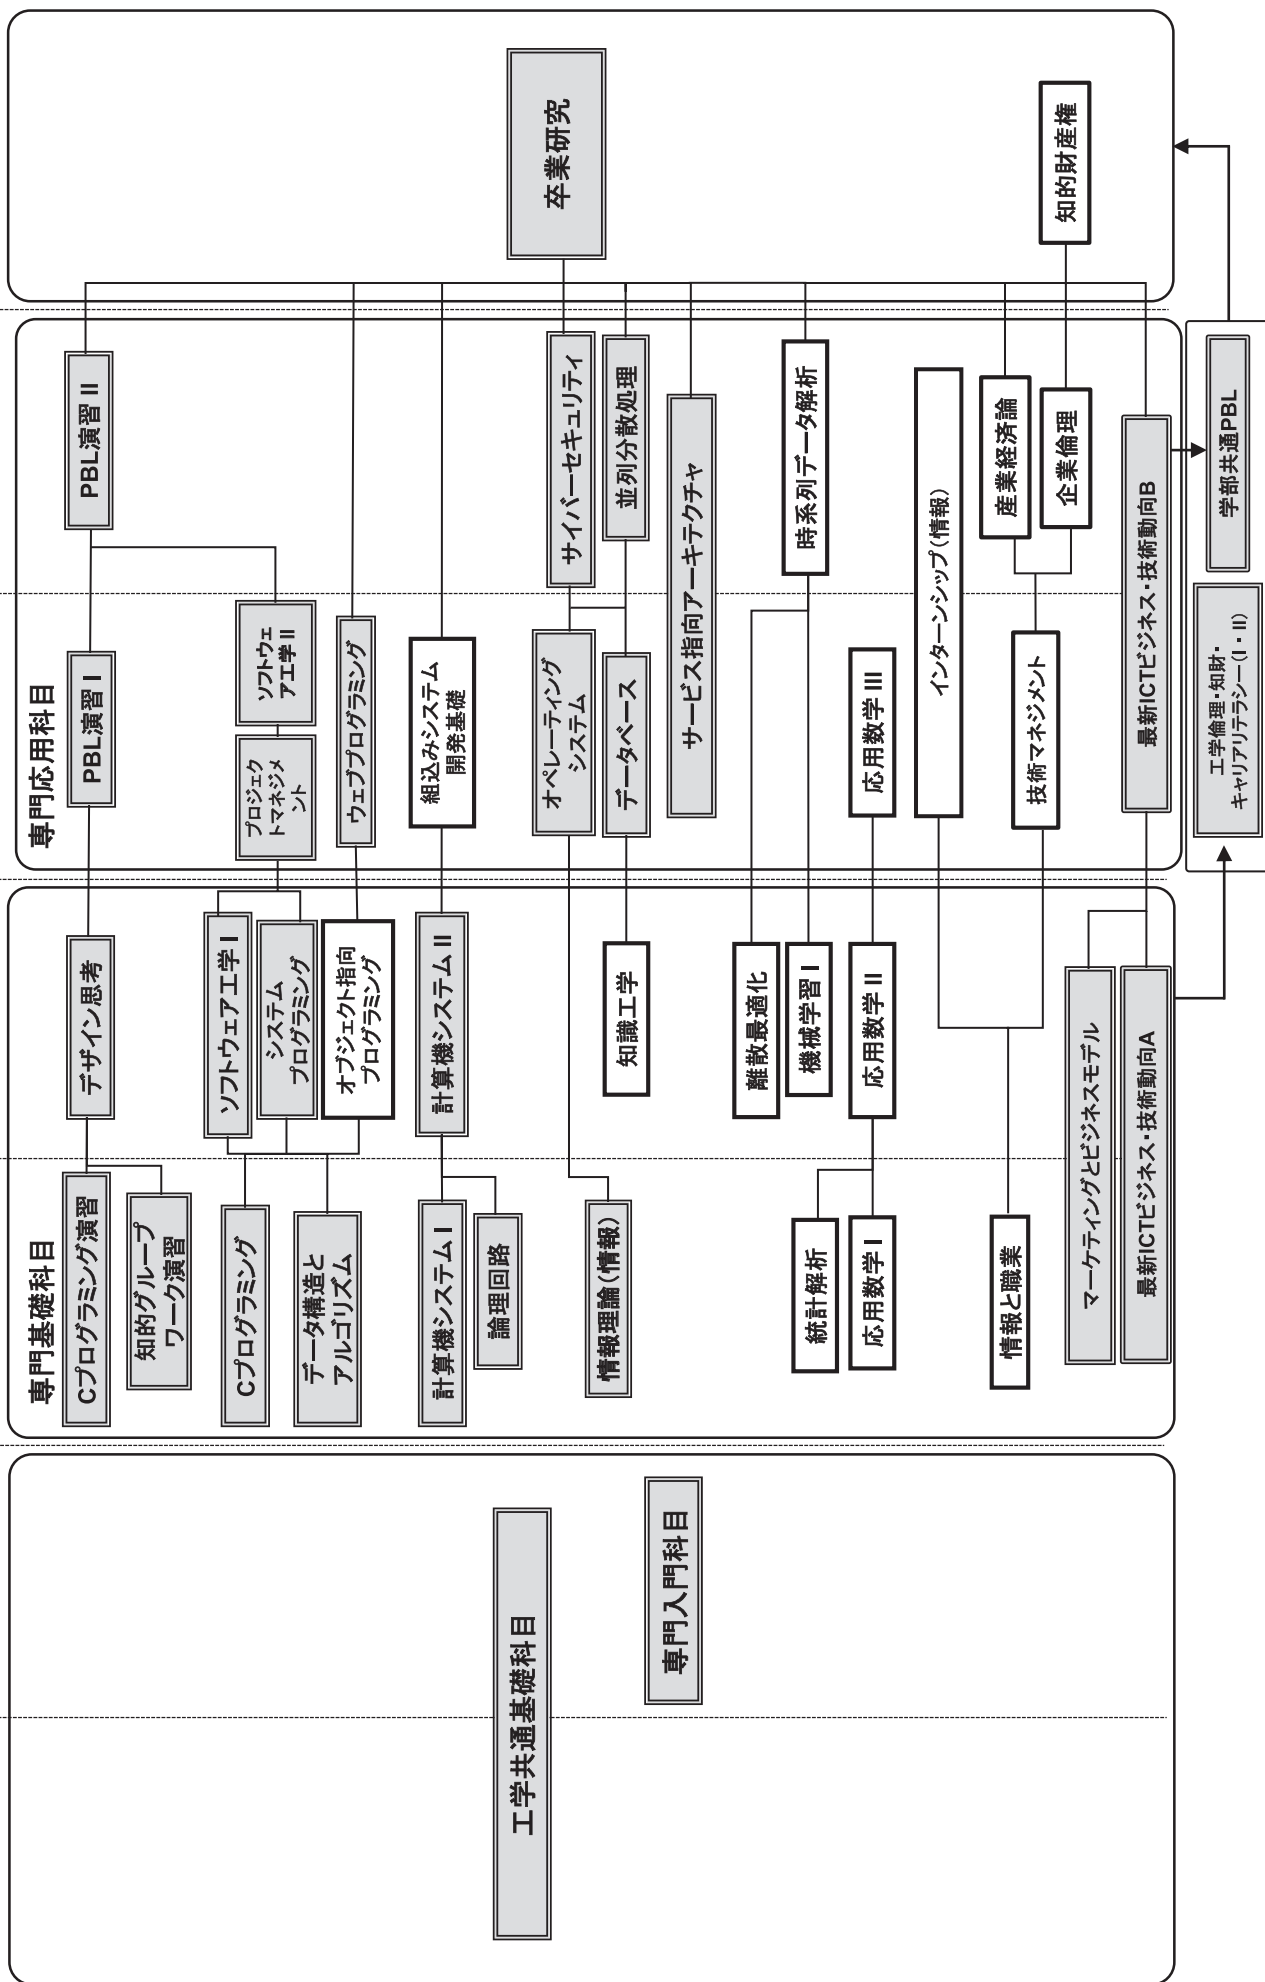 工学共通基礎科目
専門入門科目
専門基礎科目
Cプログラミング演習
知的グループ
ワーク演習
Cプログラミング
データ構造と
アルゴリズム
計算機システム I
論理回路
情報理論(情報)
統計解析
応用数学 I
情報と職業
マーケティングとビジネスモデル
最新ICTビジネス・技術動向A
デザイン思考
ソフトウェア工学 I
システム
プログラミング
オブジェクト指向
プログラミング
計算機システム II
知識工学
離散最適化
機械学習 I
応用数学 II
専門応用科目
PBL演習 I
プロジェク
トマネジメ
ント
ソフトウェ
ア工学 II
ウェブプログラミング
組込みシステム
開発基礎
オペレーティング
システム
データベース
サービス指向アーキテクチャ
応用数学 III
インターンシップ(情報)
技術マネジメント
最新ICTビジネス・技術動向B
PBL演習 II
サイバーセキュリティ
並列分散処理
時系列データ解析
産業経済論
企業倫理
工学倫理・知財・
キャリアリテラシー(I・II)
学部共通PBL
卒業研究
知的財産権